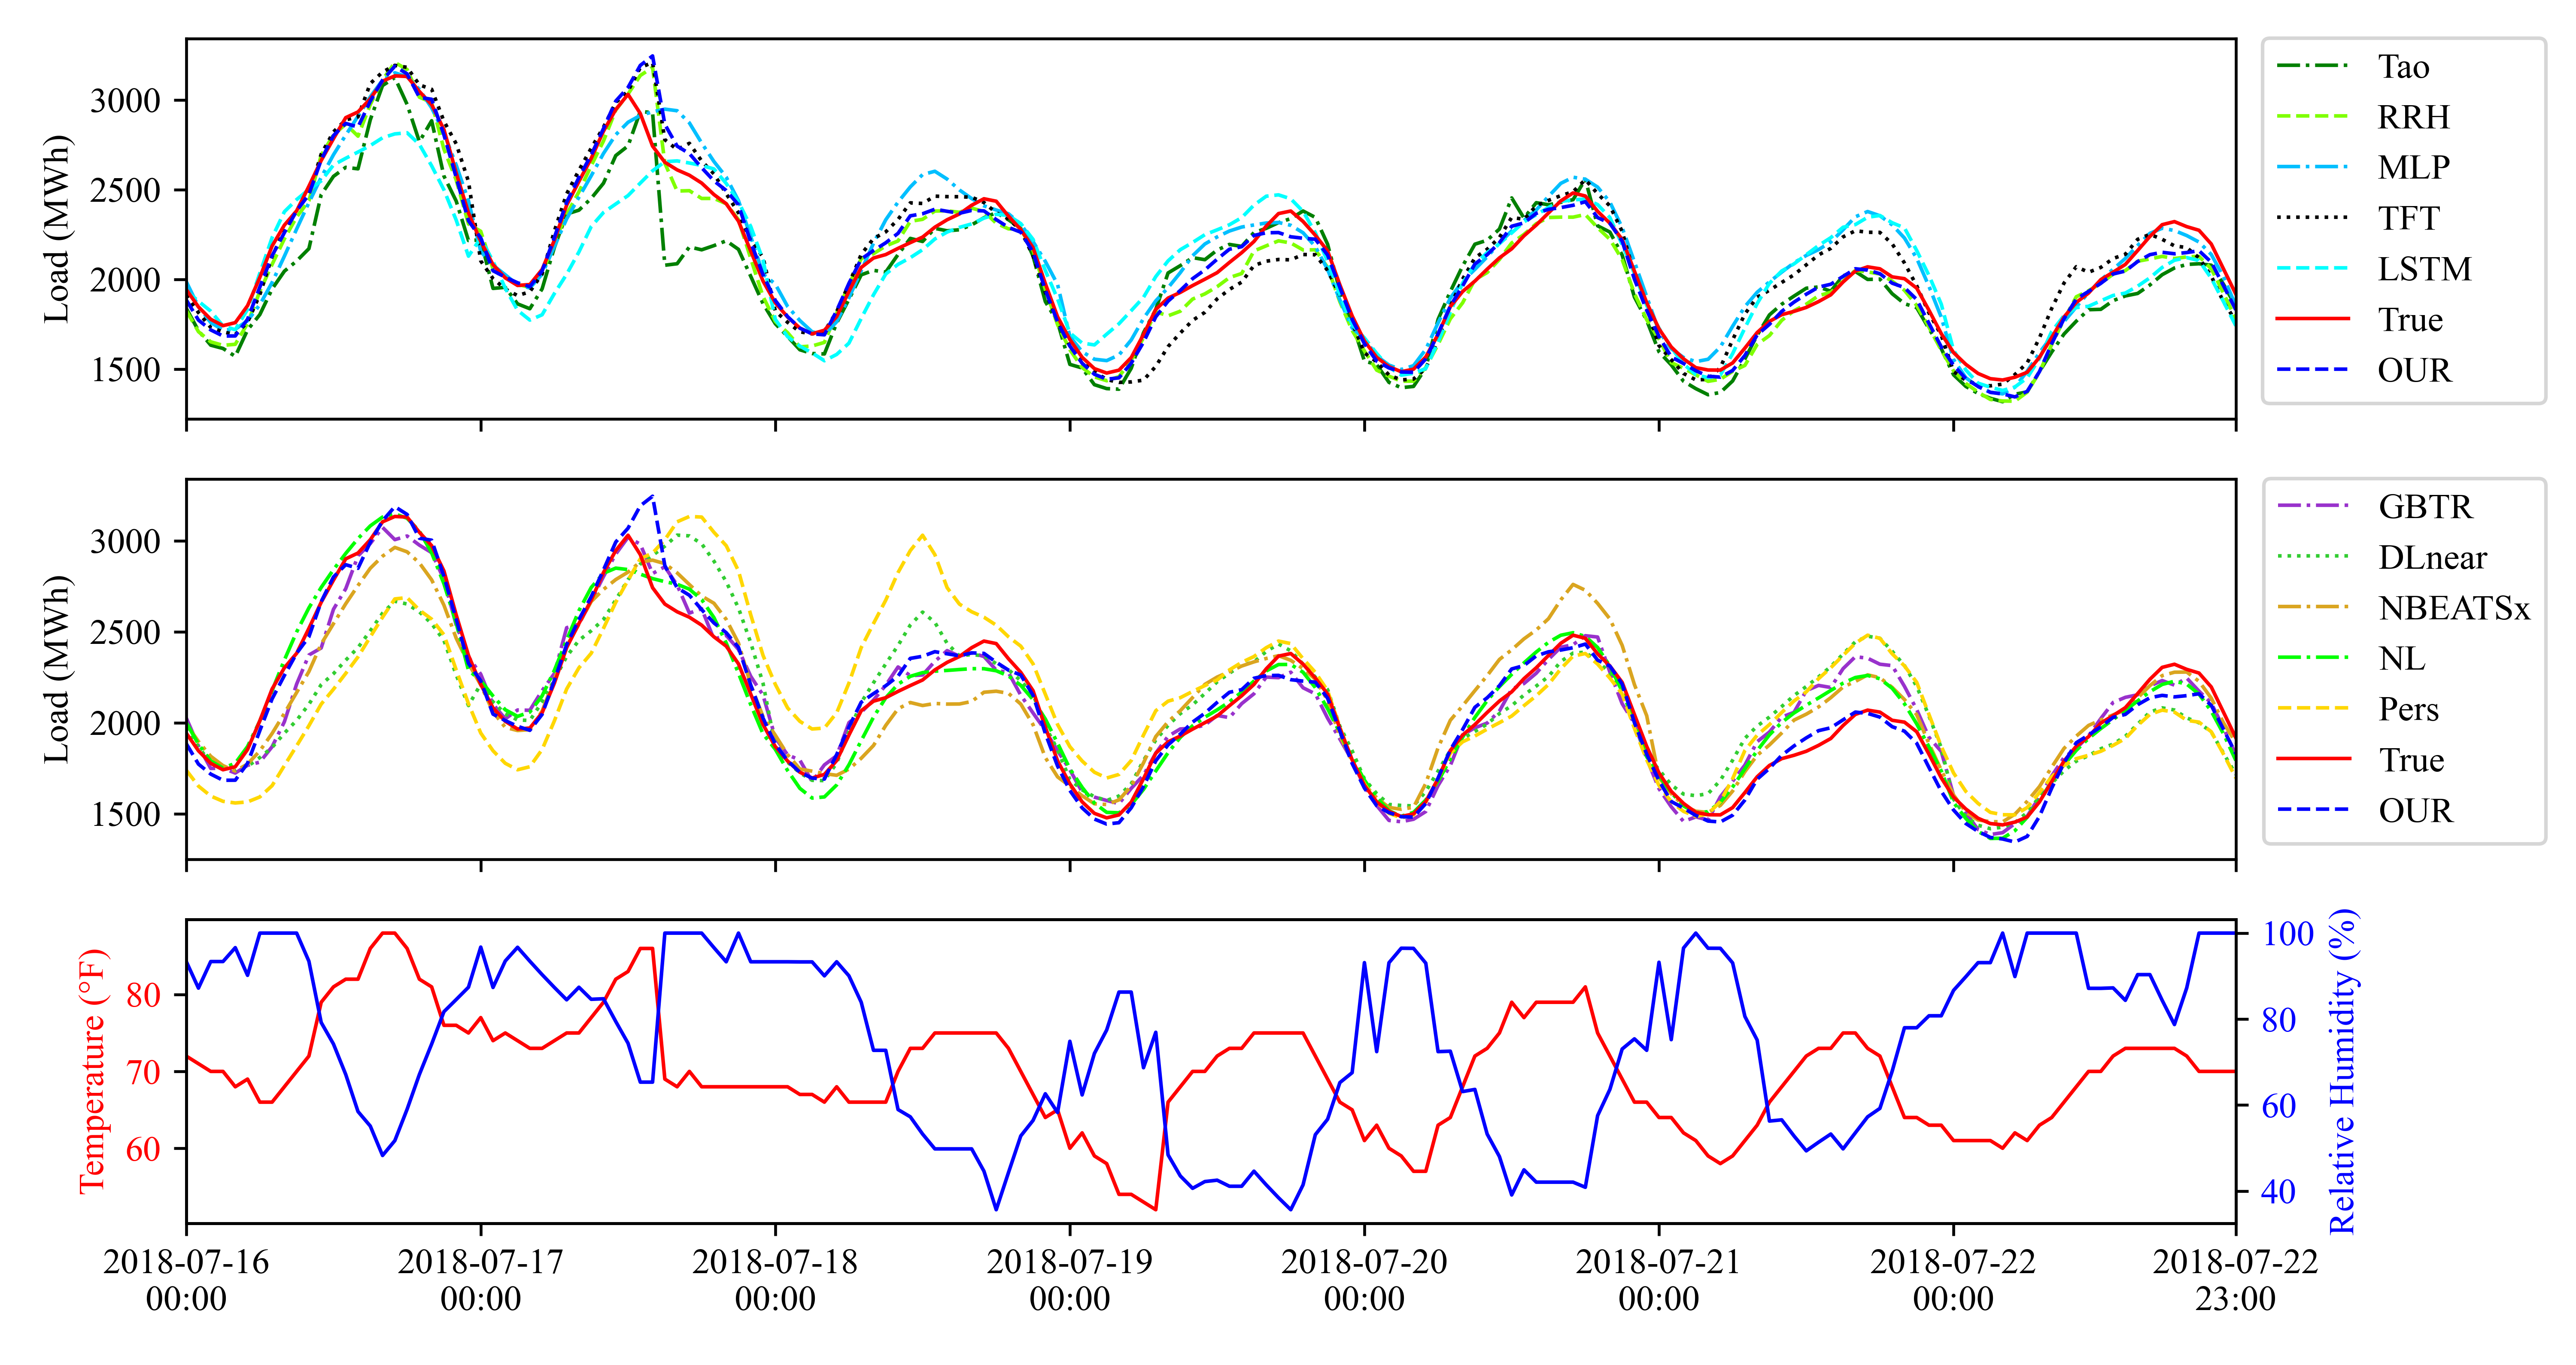 Load (MWh)
3000
2500
2000
1500
Tao
RRH
MLP
TFT
LSTM
True
OUR
Load (MWh)
3000
2500
2000
1500
GBTR
DLnear
NBEATSx
NL
Pers
True
OUR
Temperature (°F)
80
70
60
100
80
60
40
Relative Humidity (%)
2018-07-16 2018-07-17 2018-07-18 2018-07-19 2018-07-20 2018-07-21 2018-07-22 2018-07-22
00:00 00:00 00:00 00:00 00:00 00:00 00:00 23:00